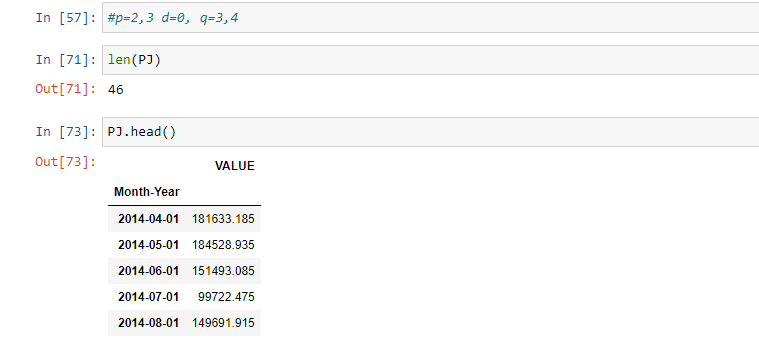 In [57]: #p=2,3 d=0, q=3,4
In [71]: len(PJ)
Out[71]: 46
In [73]: PJ.head()
Out[73]:
VALUE
Month-Year
2014-04-01 181633.185
2014-05-01 184528.935
2014-06-01 151493.085
2014-07-01 99722.475
2014-08-01 149691.915